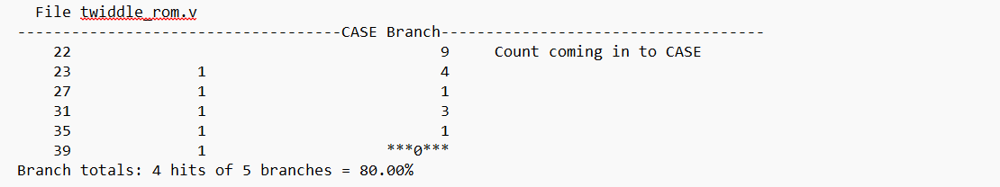 File twiddle_rom.v
------------------------------------CASE Branch------------------------------------
22 9 Count coming in to CASE
23 1 4
27 1 1
31 1 3
35 1 1
39 1 ***0***
Branch totals: 4 hits of 5 branches = 80.00%